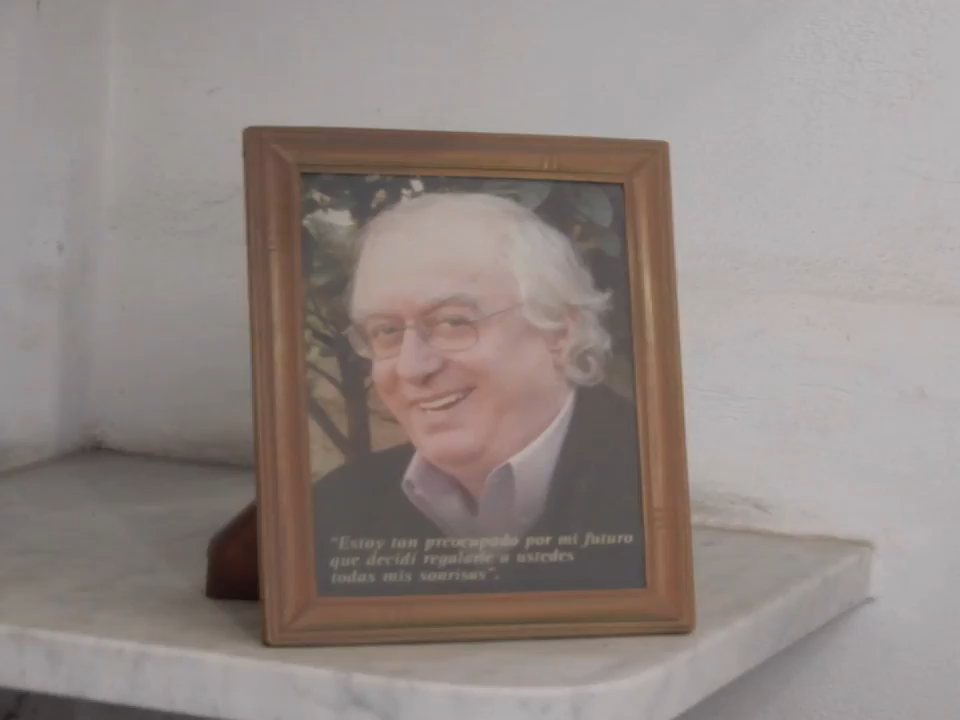 "Estoy tan preocupado por mi futuro
que decidí regalarle a ustedes
todas mis sonrisas".